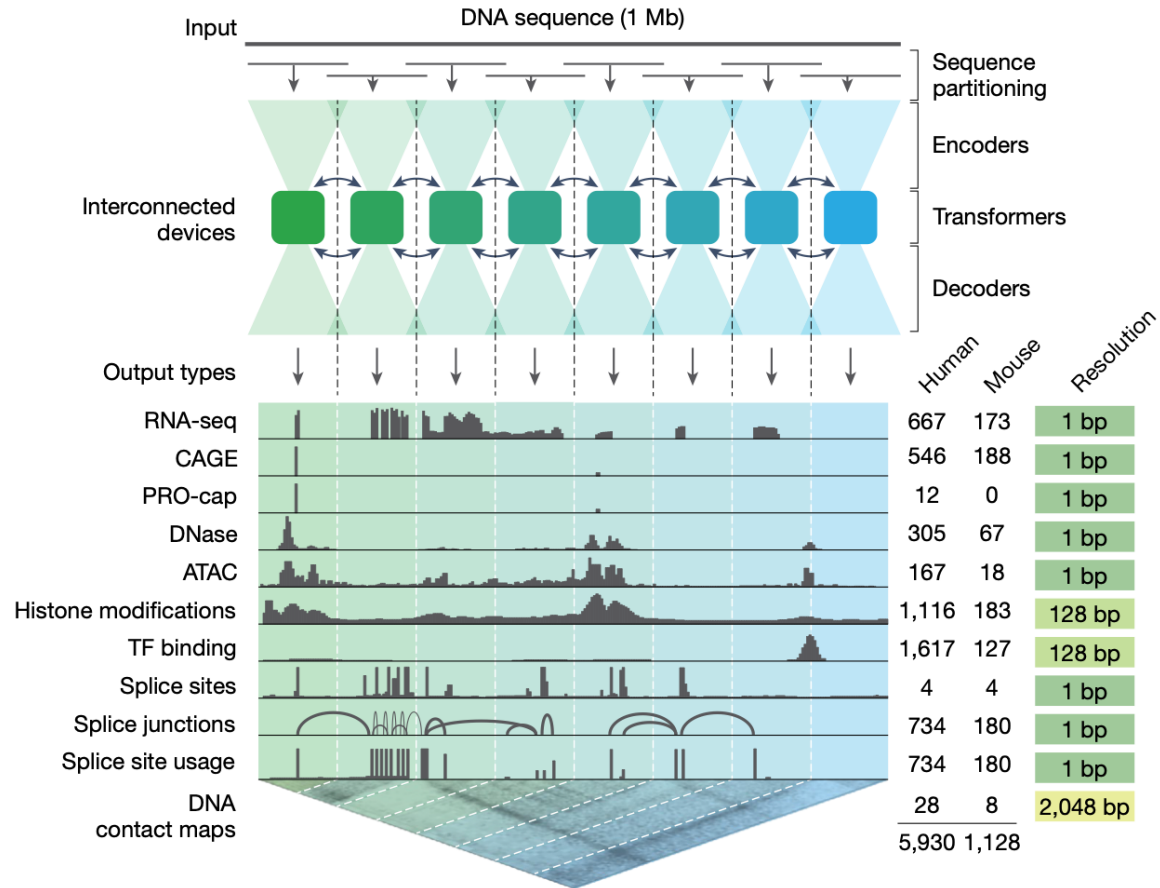 DNA sequence (1 Mb)
Input
Sequence
partitioning
Encoders
Interconnected
devices
Transformers
Decoders
Output types
Human
Mouse
Resolution
RNA-seq 667 173 1 bp
CAGE 546 188 1 bp
PRO-cap 12 0 1 bp
DNase 305 67 1 bp
ATAC 167 18 1 bp
Histone modifications 1,116 183 128 bp
TF binding 1,617 127 128 bp
Splice sites 4 4 1 bp
Splice junctions 734 180 1 bp
Splice site usage 734 180 1 bp
DNA
contact maps 28 8 2,048 bp
5,930 1,128